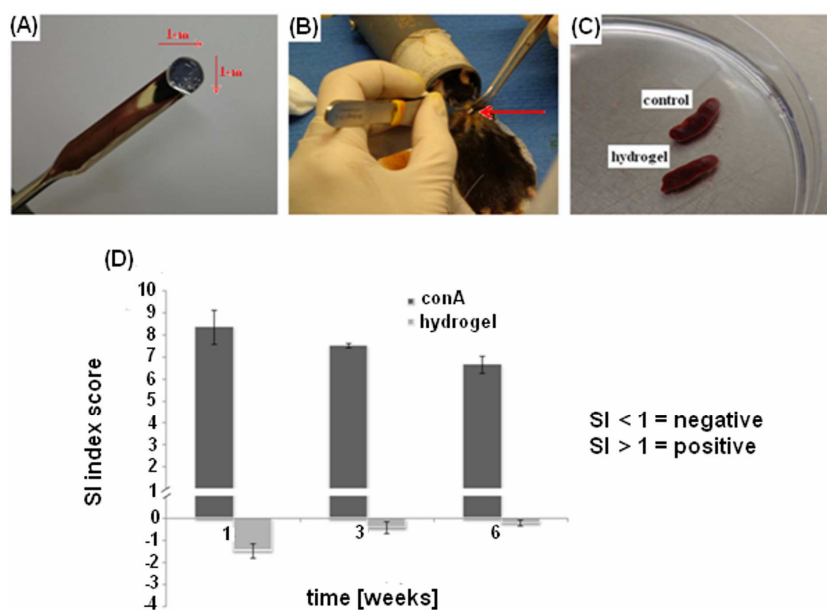 (A)
1cm
1cm
(B)
(C)
control
hydrogel
(D)
10
9
8
7
6
5
4
3
2
1
0
-1
-2
-3
-4
SI index score
conA
hydrogel
1
3
6
time [weeks]
SI < 1 = negative
SI > 1 = positive